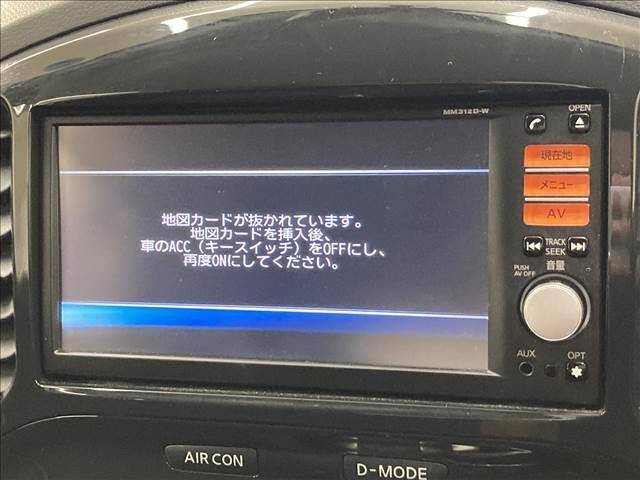 MM312D-W
OPEN
現在地
メニュー
AV
地図カードが抜かれています。
地図カードを挿入後、
車のACC（キースイッチ）をOFFにし、
再度ONにしてください。
TRACK
SEEK
音量
PUSH
AV OFF
AUX
OPT
AIR CON
D-MODE